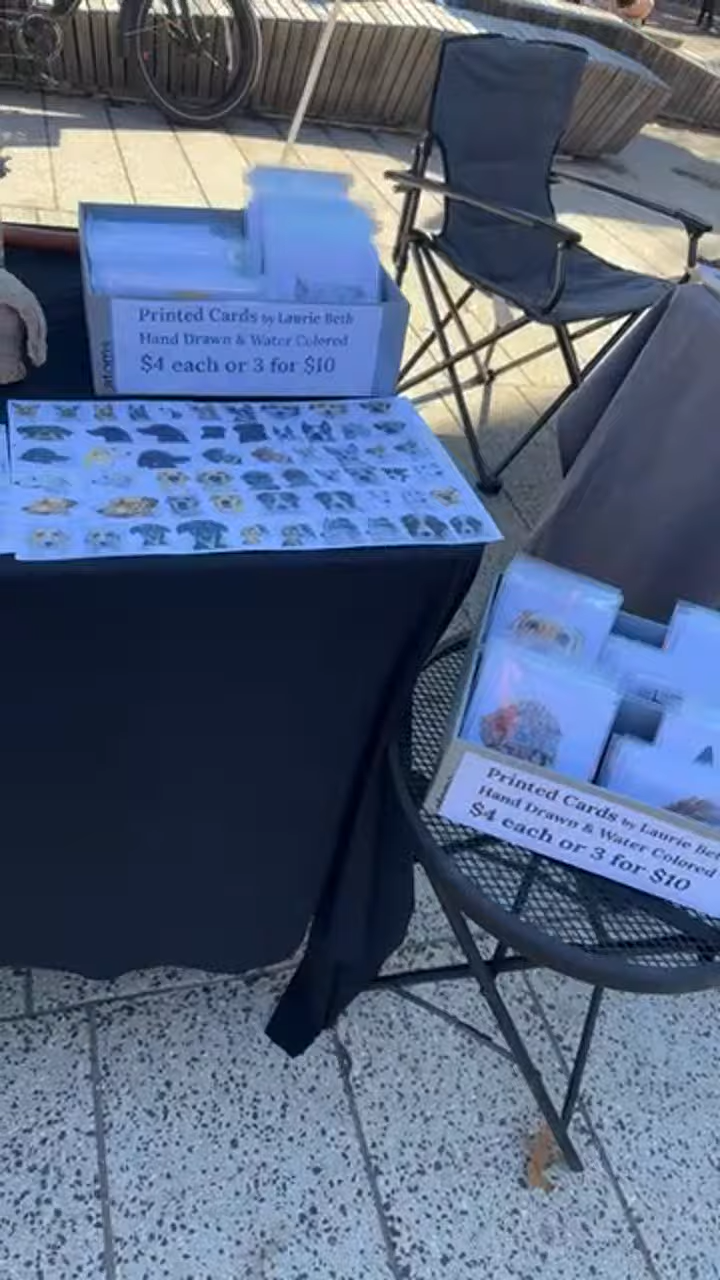 Printed Cards by Laurie Beth
Hand Drawn & Water Colored
$4 each or 3 for $10
Printed Cards by Laurie Bet
Hand Drawn & Water Colored
$4 each or 3 for $10